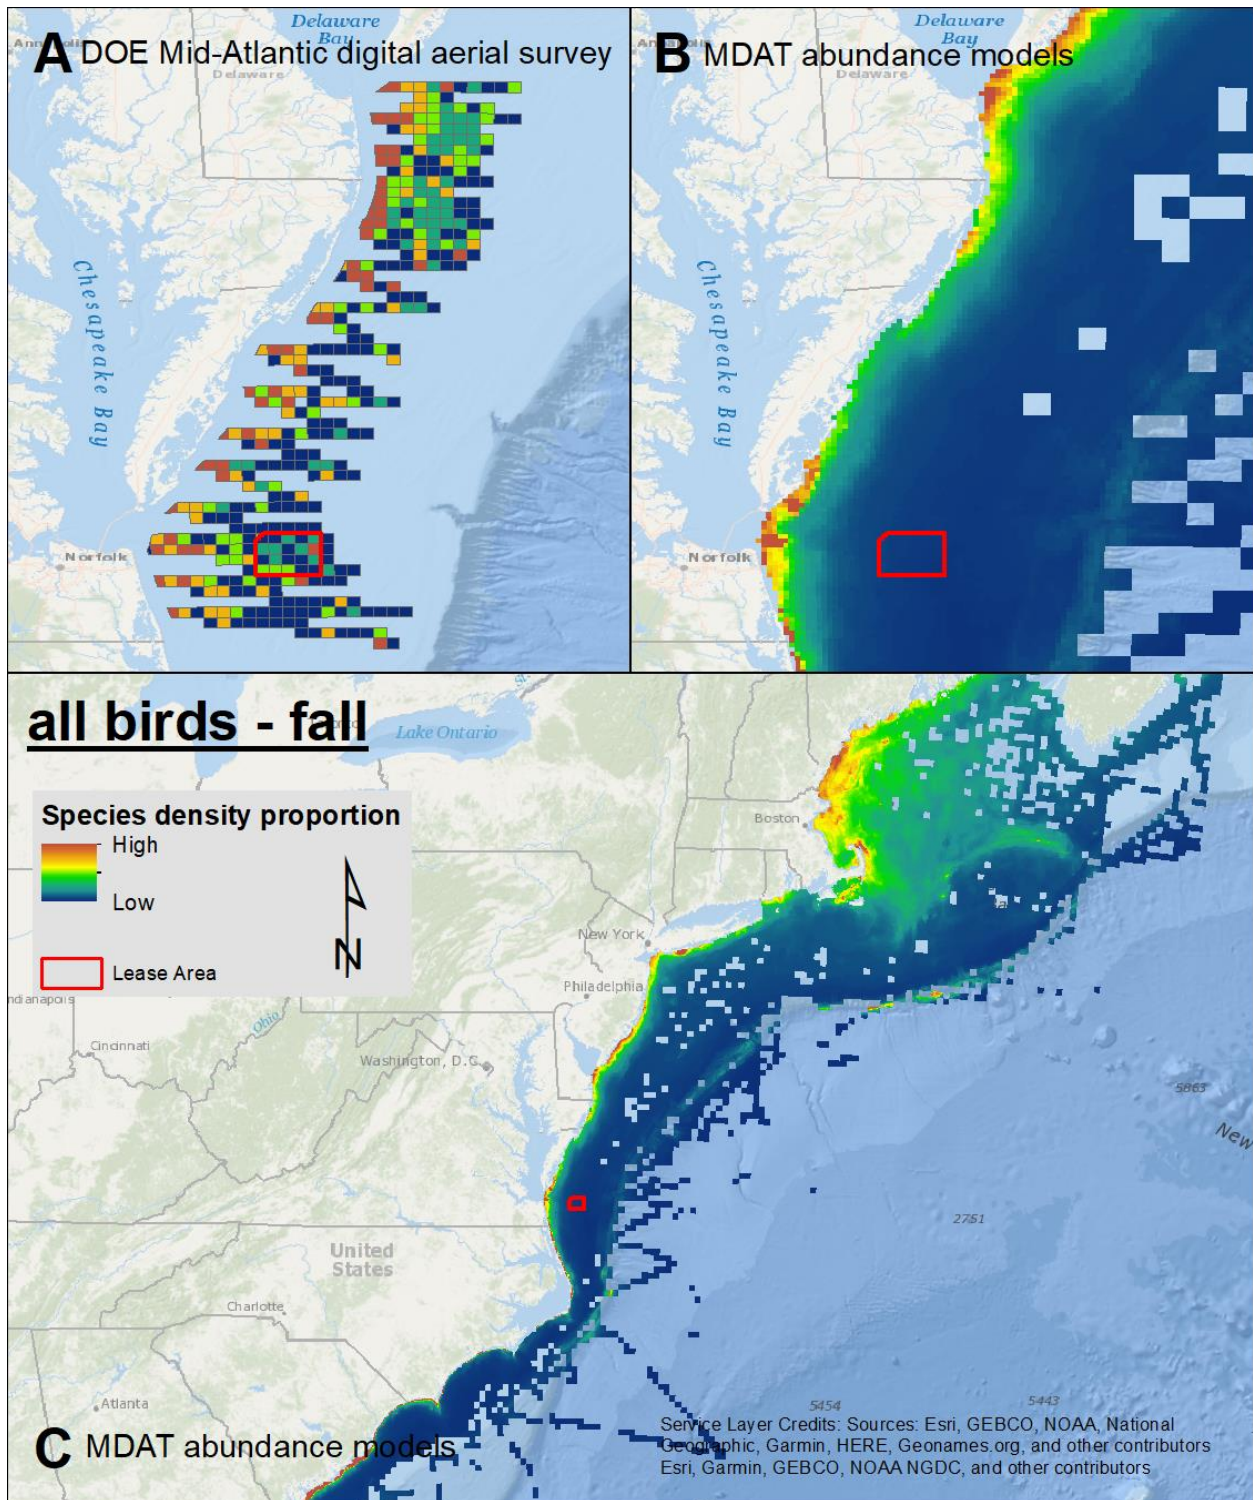 Delaware
Bay
A DOE Mid-Atlantic digital aerial survey
Delaware
Chesapeake Bay
Norfolk
Delaware
Bay
B MDAT abundance models
Delaware
Chesapeake Bay
Norfolk
all birds - fall
Lake Ontario
Species density proportion
High
Low
N
Lease Area
Boston
New York
Philadelphia
ndianapolis
Ohio
Cincinnati
Washington, D.C.
5863
New
2751
United
States
Charlotte
Atlanta
5454
5443
C MDAT abundance models
Service Layer Credits: Sources: Esri, GEBCO, NOAA, National
Geographic, Garmin, HERE, Geonames.org, and other contributors
Esri, Garmin, GEBCO, NOAA NGDC, and other contributors